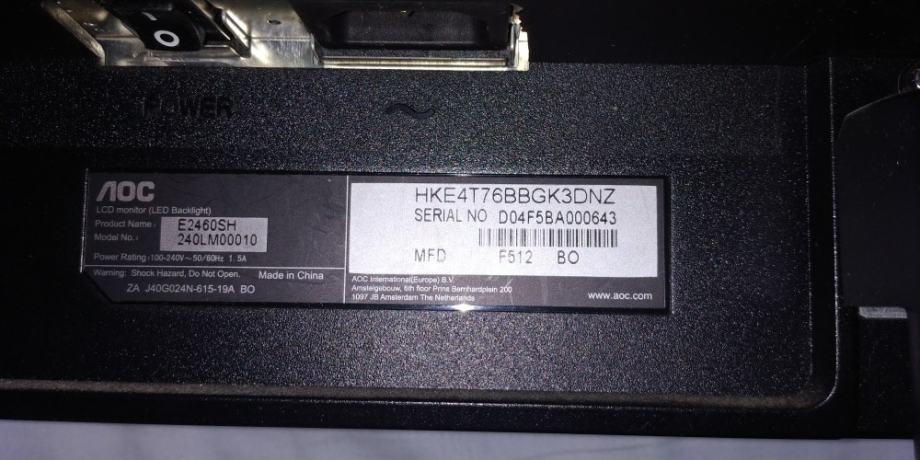 O
POWER
AOC
LCD monitor (LED Backlight)
Product Name: E2460SH
Model No.: 240LM00010
Power Rating:100-240V~50/60Hz 1.5A
Warning: Shock Hazard, Do Not Open. Made in China
ZA J40G024N-615-19A BO
HKE4T76BBGK3DNZ
SERIAL NO D04F5BA000643
MFD F512 BO
AOC International(Europe) B.V.
Amsteigebouw, 6th floor Prins Bernhardplein 200
1097 JB Amsterdam The Netherlands
www.aoc.com